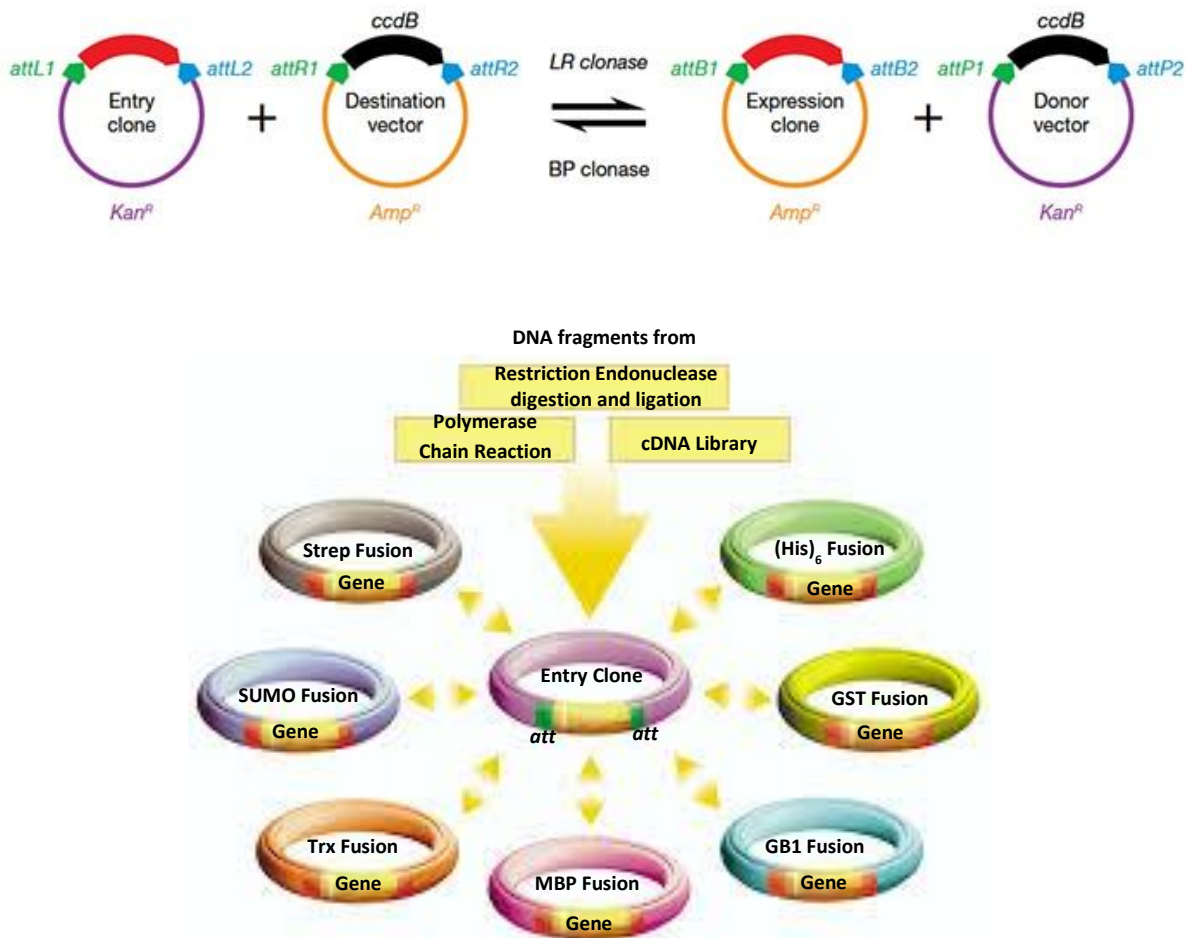 ccdB
ccdB
attL1
attL2
attR1
attR2
LR clonase
attB1
attB2
attP1
attP2
Entry
clone
+
Destination
vector
Expression
clone
+
Donor
vector
BP clonase
Kanᴿ
Ampᴿ
Ampᴿ
Kanᴿ
DNA fragments from
Restriction Endonuclease
digestion and ligation
Polymerase
Chain Reaction
cDNA Library
Strep Fusion
Gene
(His)₆ Fusion
Gene
Entry Clone
att
att
SUMO Fusion
Gene
GST Fusion
Gene
Trx Fusion
Gene
MBP Fusion
Gene
GB1 Fusion
Gene